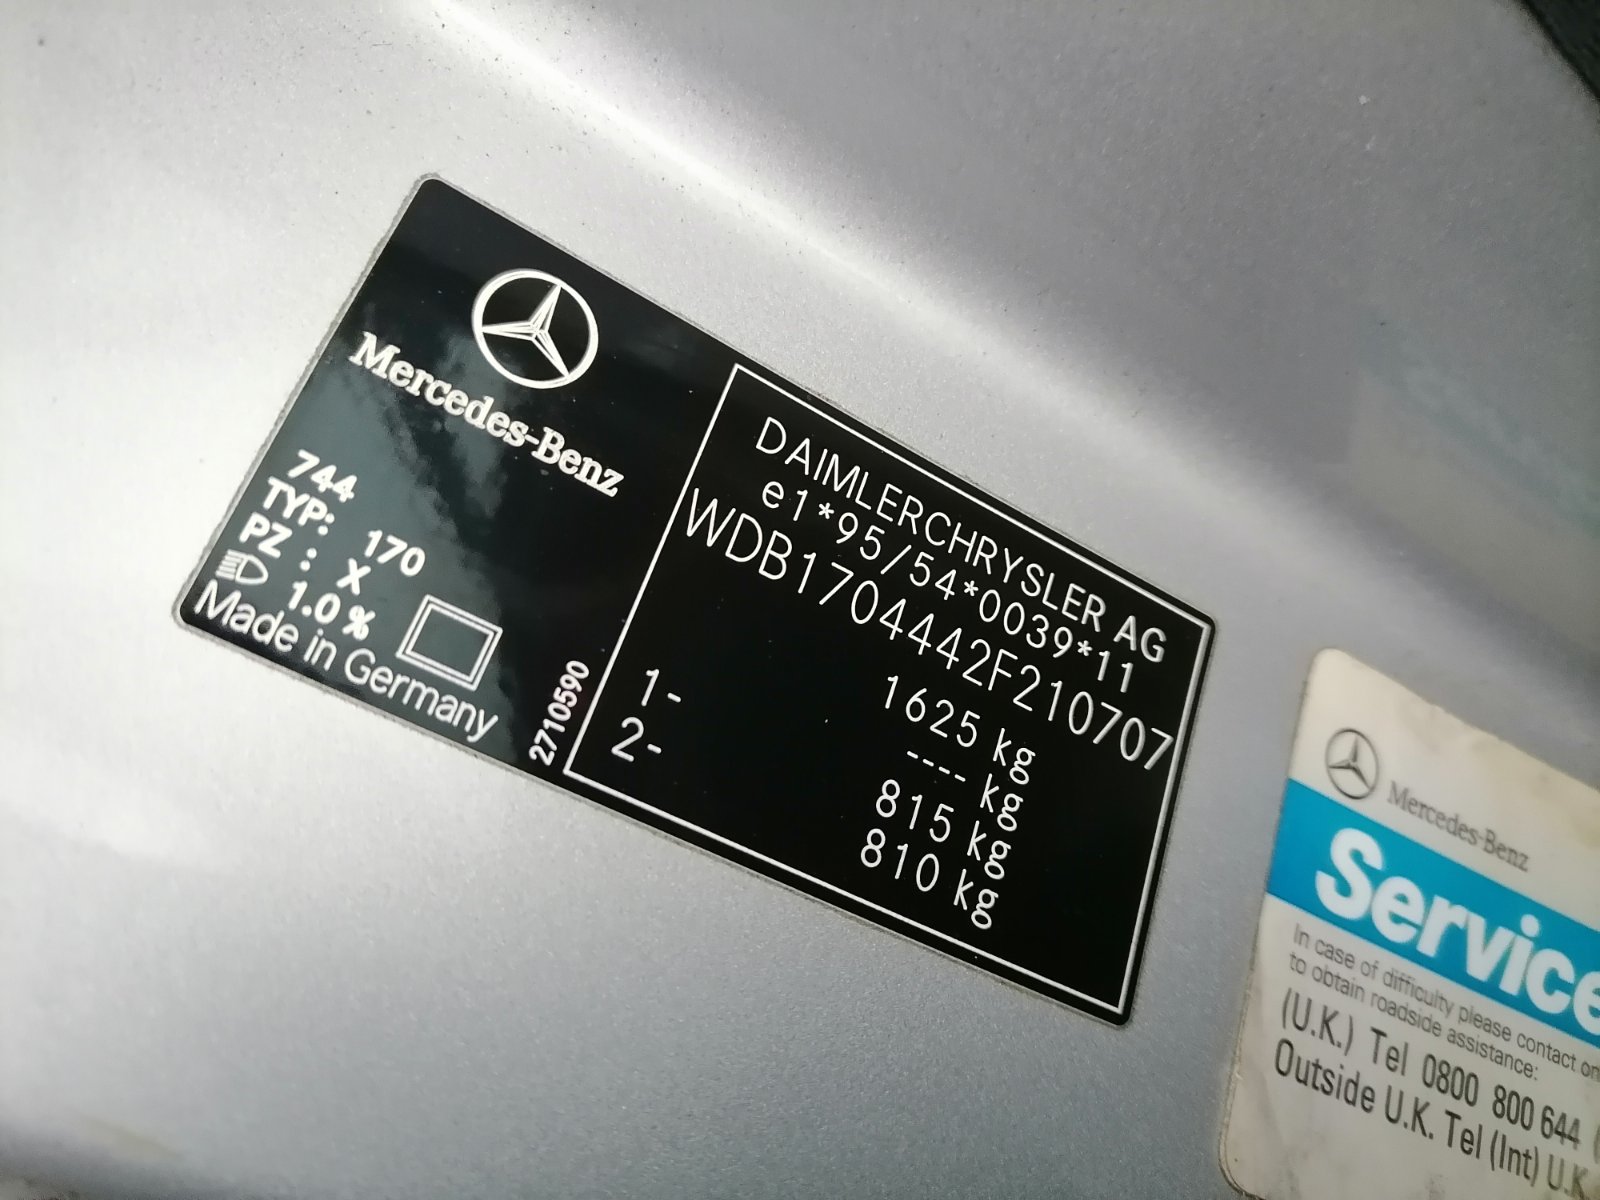 Mercedes-Benz
744
TYP: 170
PZ : X
1.0 %
Made in Germany
2710590
DAIMLERCHRYSLER AG
e1*95/54*0039*11
WDB1704442F210707
1625 kg
---- kg
1- 815 kg
2- 810 kg
Mercedes-Benz
Service
In case of difficulty please contact on
to obtain roadside assistance:
(U.K.) Tel 0800 800 644 (
Outside U.K. Tel (Int) U.K.